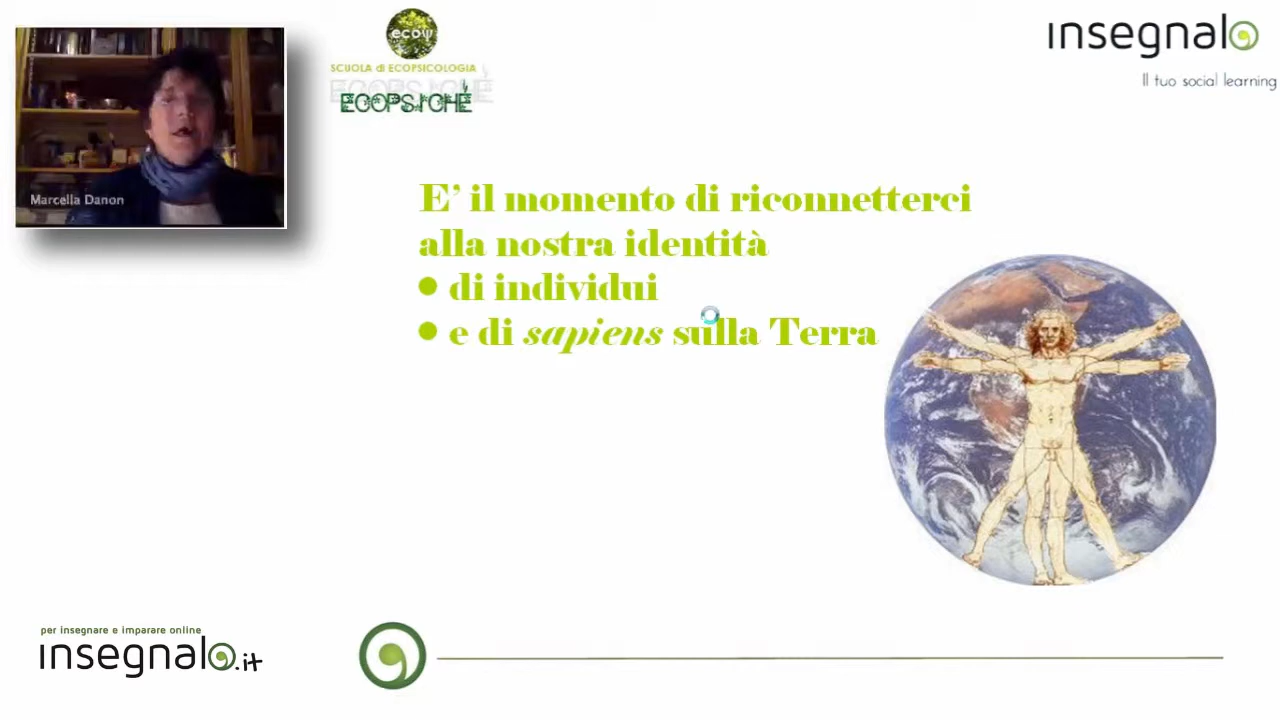 Marcella Danon
ecoψ
SCUOLA di ECOPSICOLOGIA
ECOPSICHÉ
insegnalo
Il tuo social learning
E’ il momento di riconnetterci
alla nostra identità
• di individui
• e di sapiens sulla Terra
per insegnare e imparare online
insegnalo.it